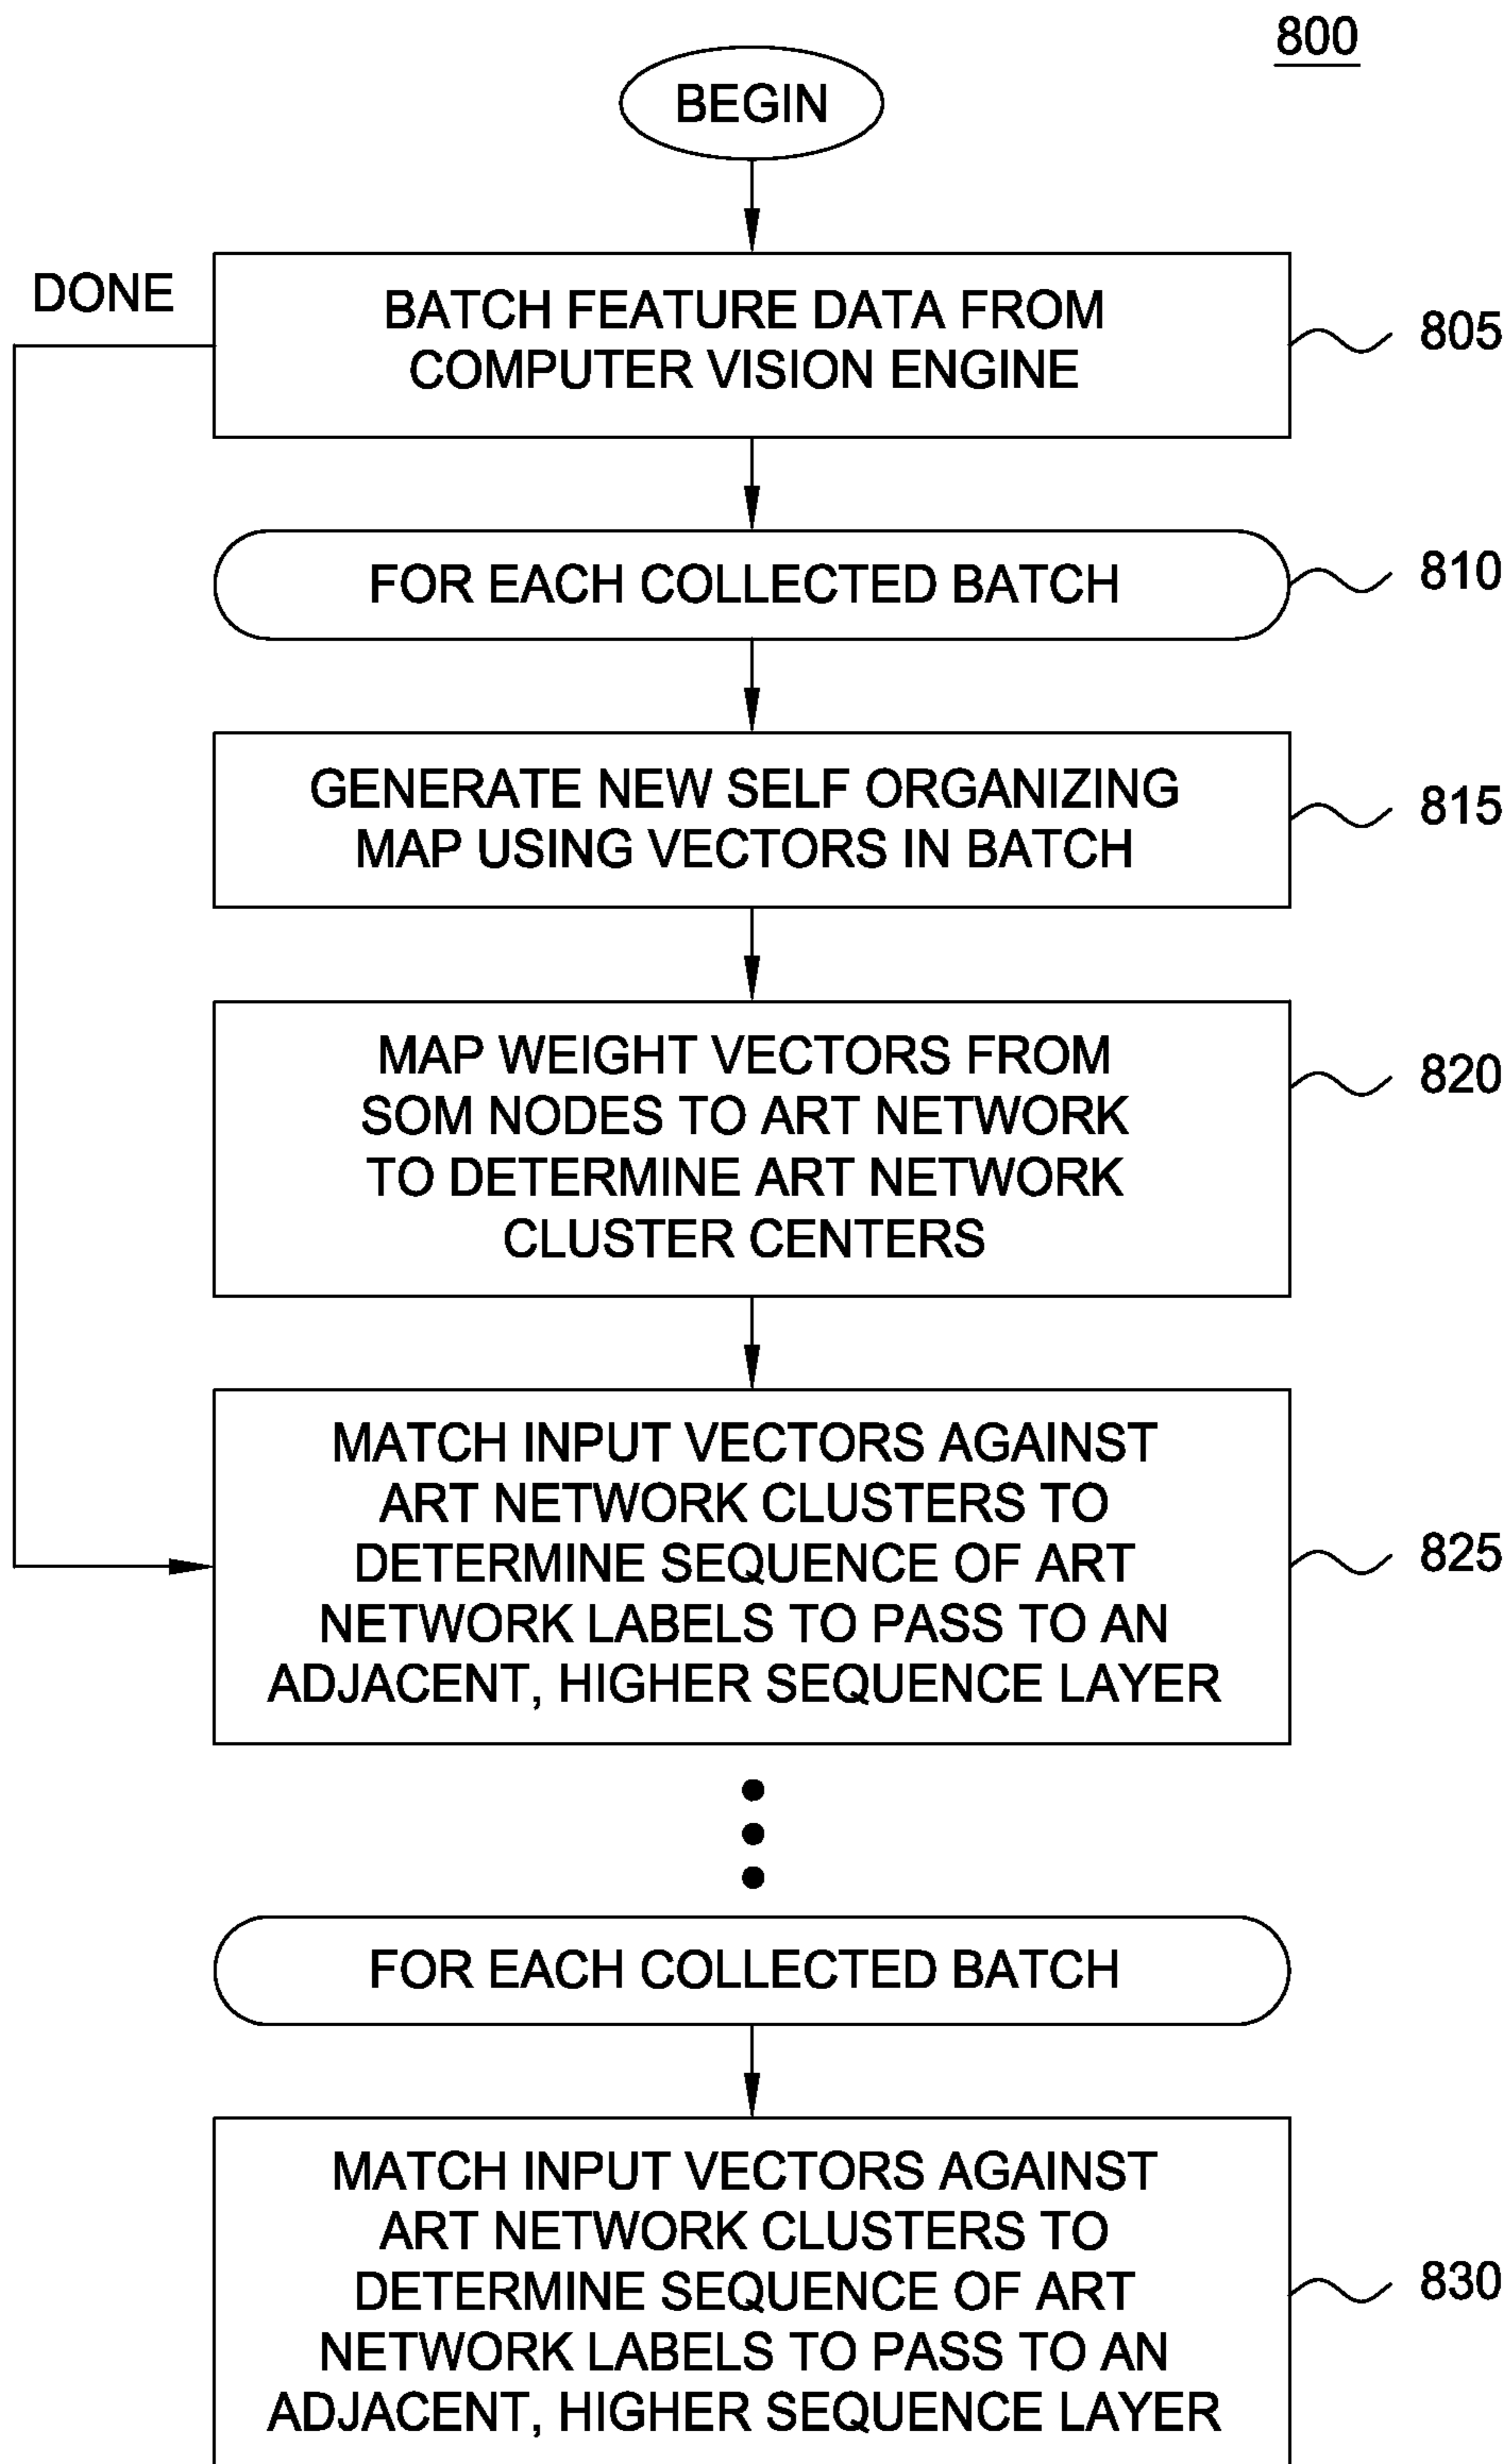 800
BEGIN
DONE
BATCH FEATURE DATA FROM
COMPUTER VISION ENGINE
805
FOR EACH COLLECTED BATCH
810
GENERATE NEW SELF ORGANIZING
MAP USING VECTORS IN BATCH
815
MAP WEIGHT VECTORS FROM
SOM NODES TO ART NETWORK
TO DETERMINE ART NETWORK
CLUSTER CENTERS
820
MATCH INPUT VECTORS AGAINST
ART NETWORK CLUSTERS TO
DETERMINE SEQUENCE OF ART
NETWORK LABELS TO PASS TO AN
ADJACENT, HIGHER SEQUENCE LAYER
825
FOR EACH COLLECTED BATCH
MATCH INPUT VECTORS AGAINST
ART NETWORK CLUSTERS TO
DETERMINE SEQUENCE OF ART
NETWORK LABELS TO PASS TO AN
ADJACENT, HIGHER SEQUENCE LAYER
830